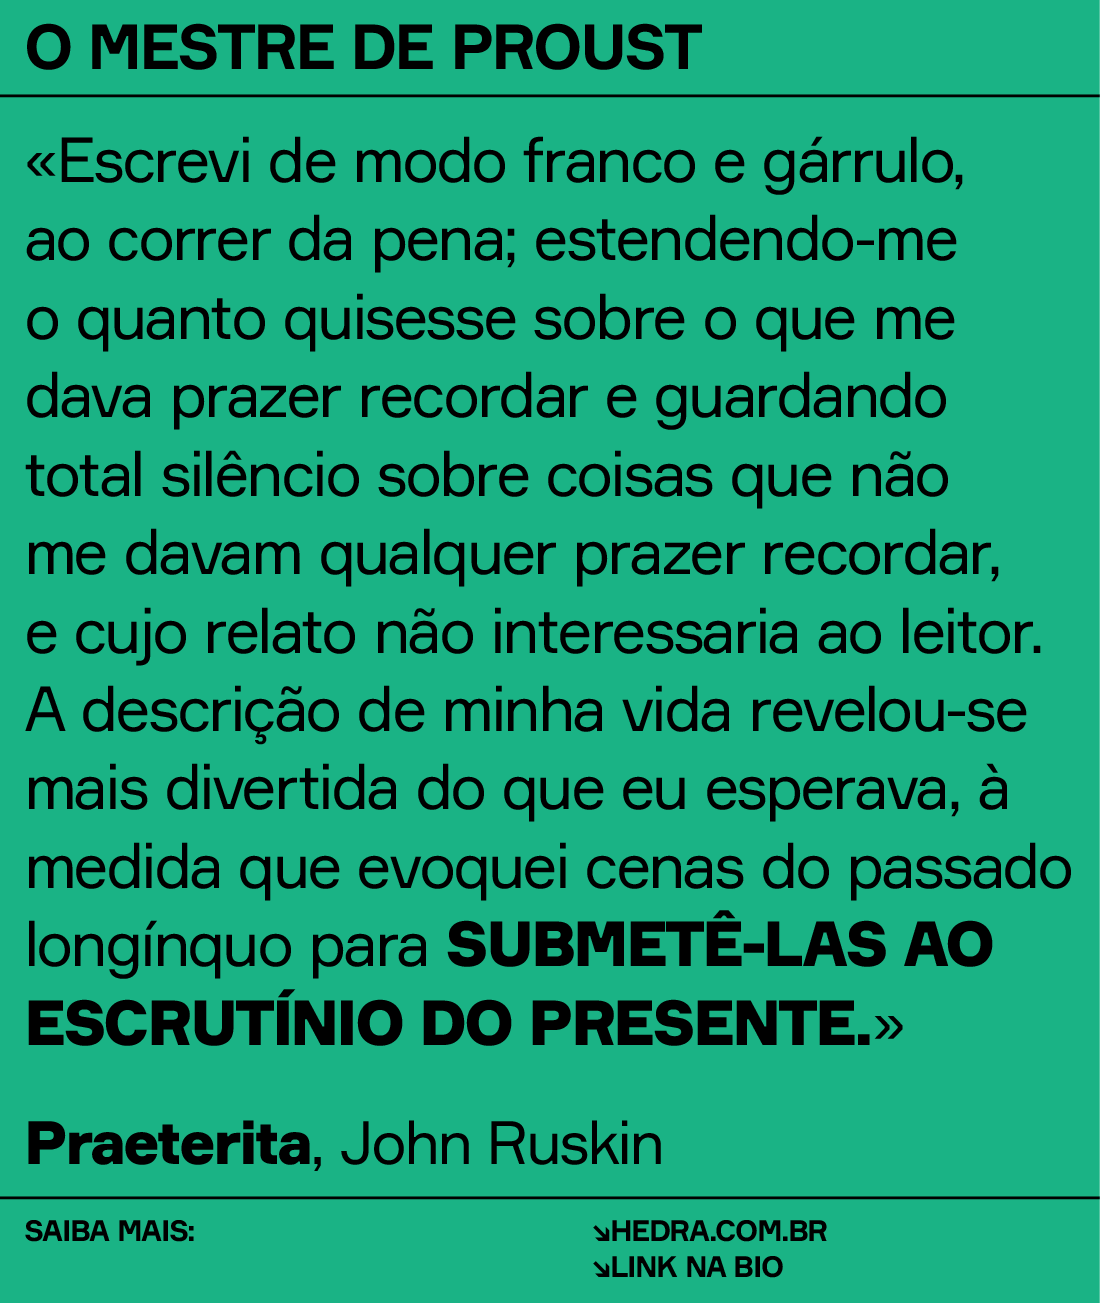 O MESTRE DE PROUST
«Escrevi de modo franco e gárrulo,
ao correr da pena; estendendo-me
o quanto quisesse sobre o que me
dava prazer recordar e guardando
total silêncio sobre coisas que não
me davam qualquer prazer recordar,
e cujo relato não interessaria ao leitor.
A descrição de minha vida revelou-se
mais divertida do que eu esperava, à
medida que evoquei cenas do passado
longínquo para SUBMETÊ-LAS AO
ESCRUTÍNIO DO PRESENTE.»
Praeterita, John Ruskin
SAIBA MAIS:
↘HEDRA.COM.BR
↘LINK NA BIO